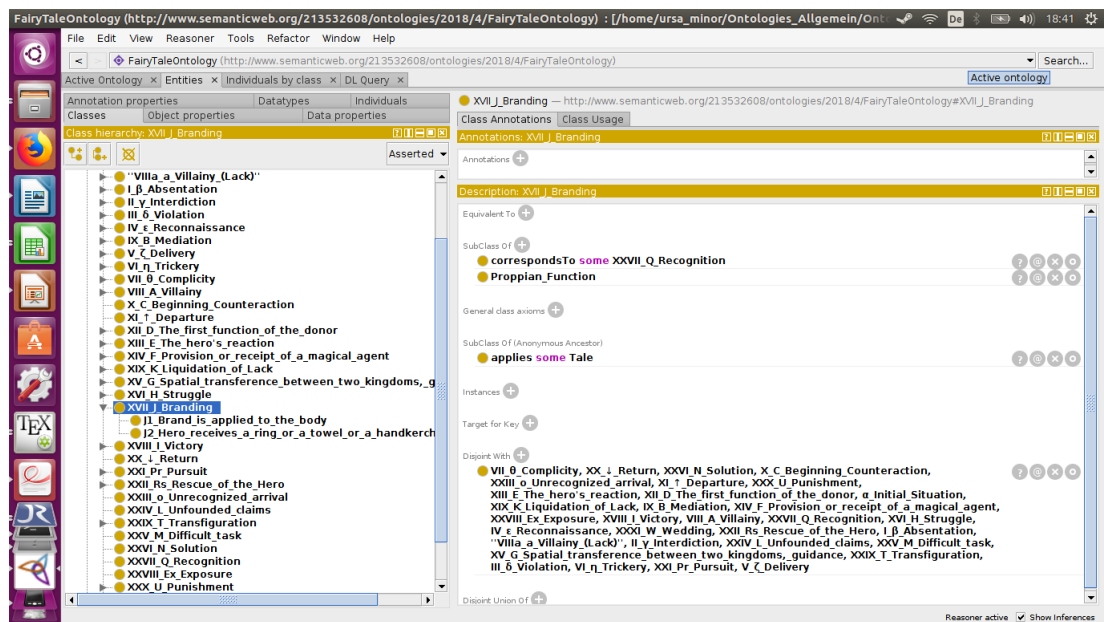 FairyTaleOntology (http://www.semanticweb.org/213532608/ontologies/2018/4/FairyTaleOntology) : [/home/ursa_minor/Ontologies_Allgemein/Onto
De
18:41
File Edit View Reasoner Tools Refactor Window Help
< > FairyTaleOntology (http://www.semanticweb.org/213532608/ontologies/2018/4/FairyTaleOntology)
Search...
Active Ontology × Entities × Individuals by class × DL Query ×
Active ontology
Annotation properties Datatypes Individuals
Classes Object properties Data properties
Class hierarchy: XVII_J_Branding
Asserted
"VIIIa_a_Villainy_(Lack)"
I_β_Absentation
II_γ_Interdiction
III_δ_Violation
IV_ε_Reconnaissance
IX_B_Mediation
V_ζ_Delivery
VI_η_Trickery
VII_θ_Complicity
VIII_A_Villainy
X_C_Beginning_Counteraction
XI_↑_Departure
XII_D_The_first_function_of_the_donor
XIII_E_The_hero's_reaction
XIV_F_Provision_or_receipt_of_a_magical_agent
XIX_K_Liquidation_of_Lack
XV_G_Spatial_transference_between_two_kingdoms,_g
XVI_H_Struggle
XVII_J_Branding
J1_Brand_is_applied_to_the_body
J2_Hero_receives_a_ring_or_a_towel_or_a_handkerch
XVIII_I_Victory
XX_↓_Return
XXI_Pr_Pursuit
XXII_Rs_Rescue_of_the_Hero
XXIII_o_Unrecognized_arrival
XXIV_L_Unfounded_claims
XXIX_T_Transfiguration
XXV_M_Difficult_task
XXVI_N_Solution
XXVII_Q_Recognition
XXVIII_Ex_Exposure
XXX_U_Punishment
XVII_J_Branding — http://www.semanticweb.org/213532608/ontologies/2018/4/FairyTaleOntology#XVII_J_Branding
Class Annotations Class Usage
Annotations: XVII_J_Branding
Annotations
Description: XVII_J_Branding
Equivalent To
SubClass Of
correspondsTo some XXVII_Q_Recognition
Proppian_Function
General class axioms
SubClass Of (Anonymous Ancestor)
applies some Tale
Instances
Target for Key
Disjoint With
VII_θ_Complicity, XX_↓_Return, XXVI_N_Solution, X_C_Beginning_Counteraction,
XXIII_o_Unrecognized_arrival, XI_↑_Departure, XXX_U_Punishment,
XIII_E_The_hero's_reaction, XII_D_The_first_function_of_the_donor, α_Initial_Situation,
XIX_K_Liquidation_of_Lack, IX_B_Mediation, XIV_F_Provision_or_receipt_of_a_magical_agent,
XXVIII_Ex_Exposure, XVIII_I_Victory, VIII_A_Villainy, XXVII_Q_Recognition, XVI_H_Struggle,
IV_ε_Reconnaissance, XXXI_W_Wedding, XXII_Rs_Rescue_of_the_Hero, I_β_Absentation,
"VIIIa_a_Villainy_(Lack)", II_γ_Interdiction, XXIV_L_Unfounded_claims, XXV_M_Difficult_task,
XV_G_Spatial_transference_between_two_kingdoms,_guidance, XXIX_T_Transfiguration,
III_δ_Violation, VI_η_Trickery, XXI_Pr_Pursuit, V_ζ_Delivery
Disjoint Union Of
Reasoner active Show Inferences
TEX